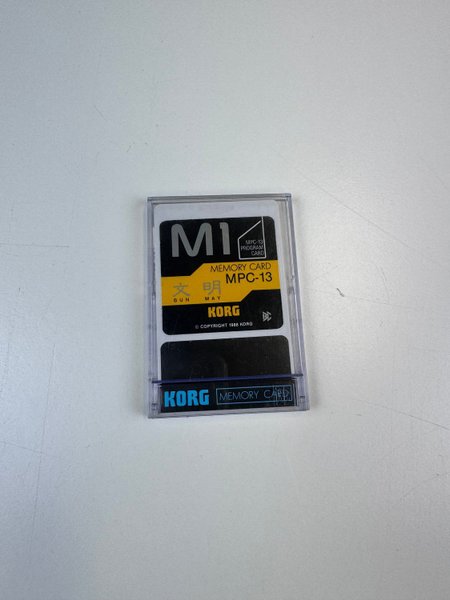 M1
MPC-13
PROGRAM
CARD
MEMORY CARD
MPC-13
文 明
BUN MAY
KORG
© COPYRIGHT 1988 KORG
KORG MEMORY CARD